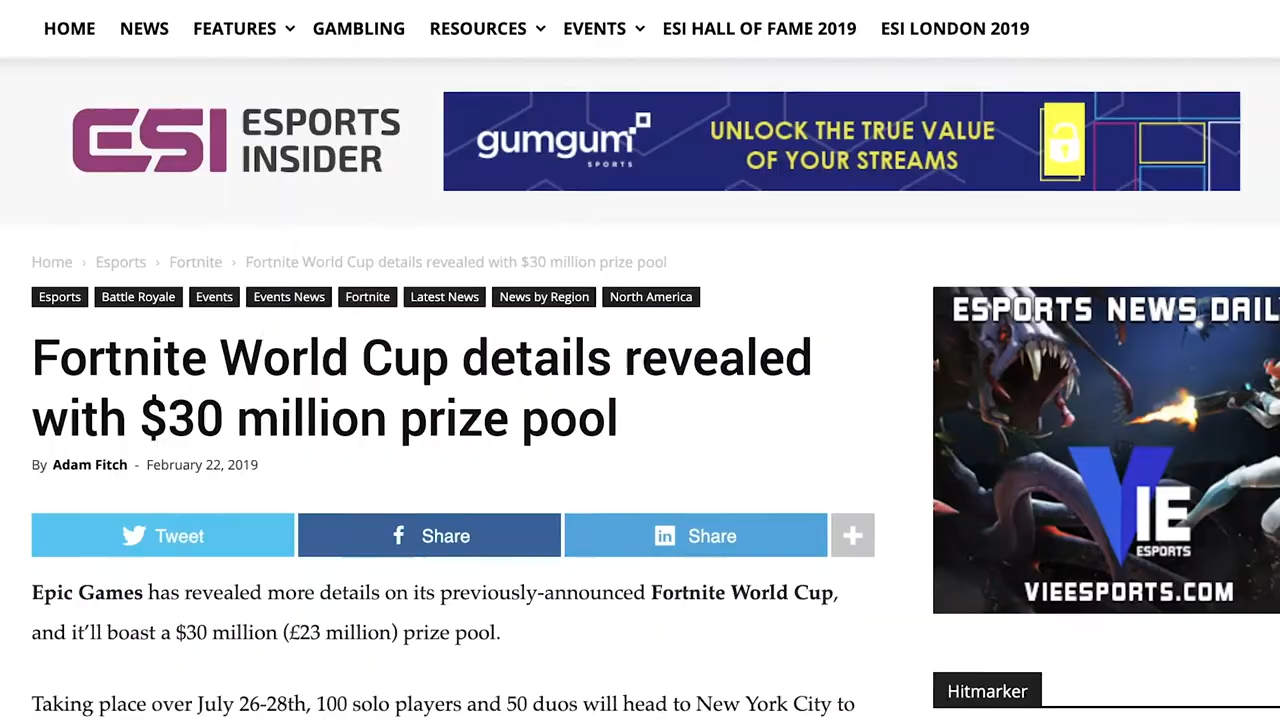 HOME NEWS FEATURES GAMBLING RESOURCES EVENTS ESI HALL OF FAME 2019 ESI LONDON 2019
ESI ESPORTS
INSIDER
gumgum
SPORTS
UNLOCK THE TRUE VALUE
OF YOUR STREAMS
Home › Esports › Fortnite › Fortnite World Cup details revealed with $30 million prize pool
Esports Battle Royale Events Events News Fortnite Latest News News by Region North America
Fortnite World Cup details revealed
with $30 million prize pool
By Adam Fitch - February 22, 2019
Tweet
Share
in Share
Epic Games has revealed more details on its previously-announced Fortnite World Cup,
and it'll boast a $30 million (£23 million) prize pool.
Taking place over July 26-28th, 100 solo players and 50 duos will head to New York City to
ESPORTS NEWS DAIL
VIE
ESPORTS
VIEESPORTS.COM
Hitmarker